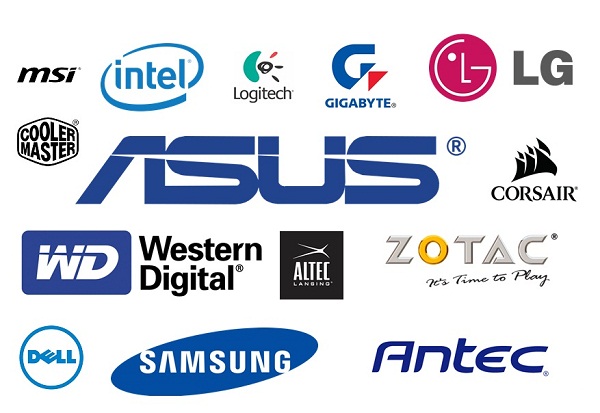 msi
intel
Logitech
GIGABYTE®
LG
LG
COOLER
MASTER®
ASUS®
CORSAIR®
WD
Western
Digital®
ALTEC
LANSING®
ZOTAC®
It's Time to Play
DELL
SAMSUNG
Antec®